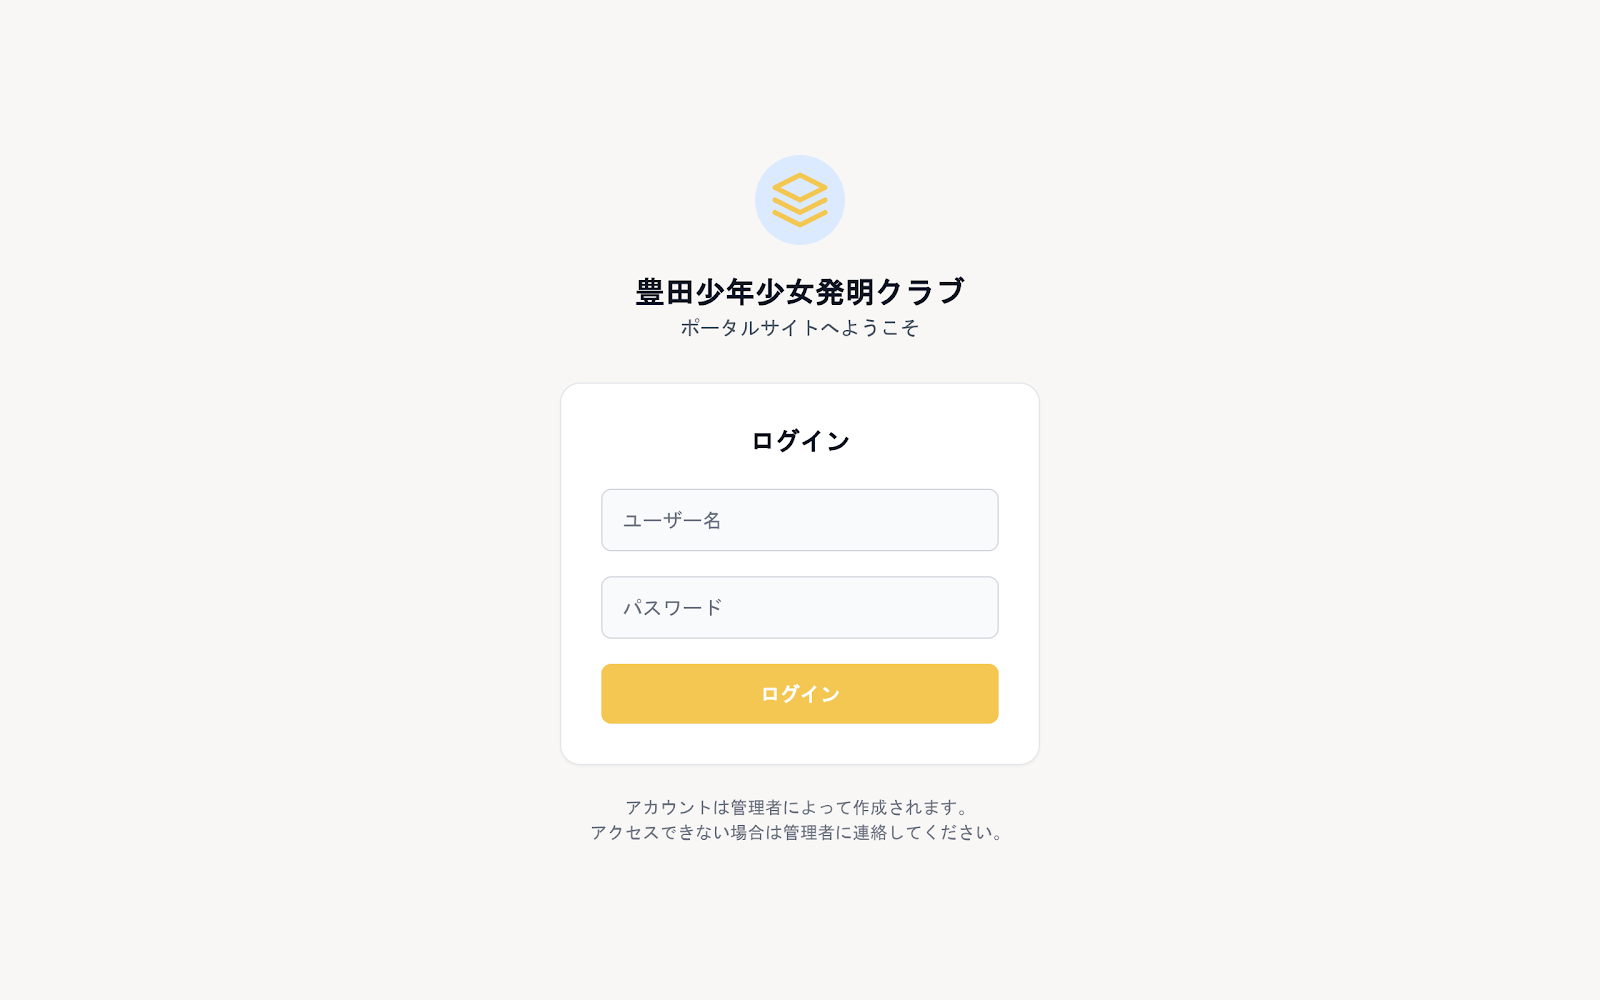 豊田少年少女発明クラブ
ポータルサイトへようこそ
ログイン
ユーザー名
パスワード
ログイン
アカウントは管理者によって作成されます。
アクセスできない場合は管理者に連絡してください。